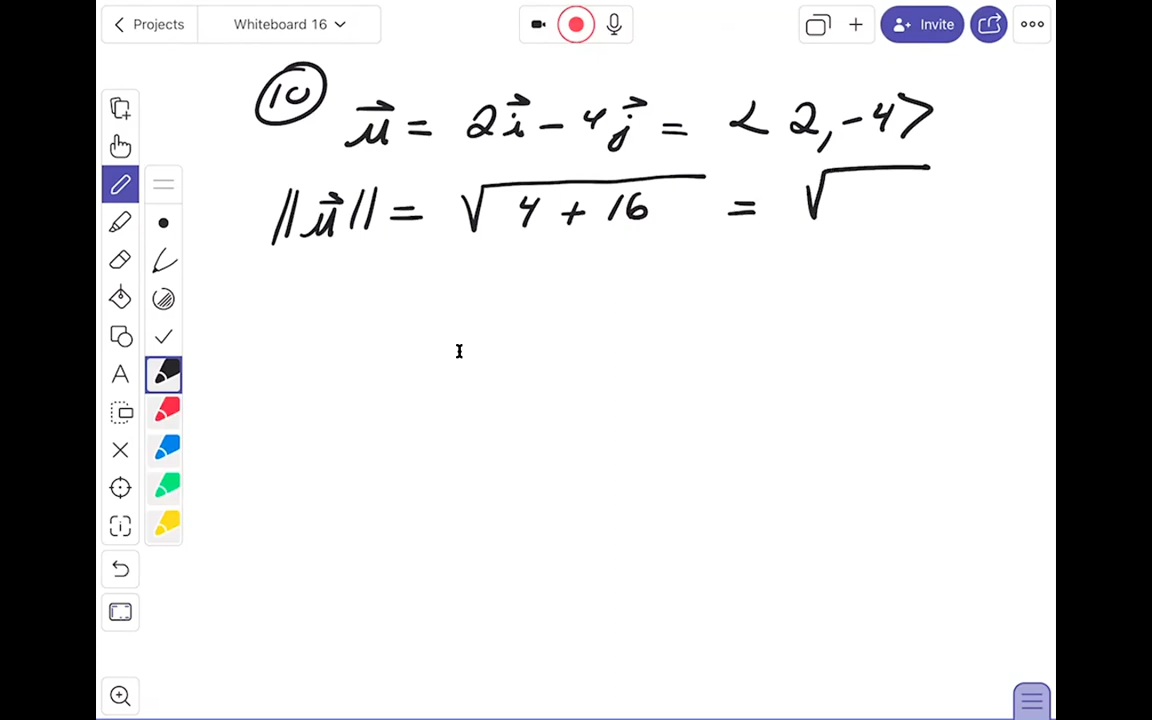 Projects
Whiteboard 16
Invite
10
u⃗ = 2i⃗ - 4j⃗ = < 2, -4 >
||u⃗|| = √4 + 16 = √
A